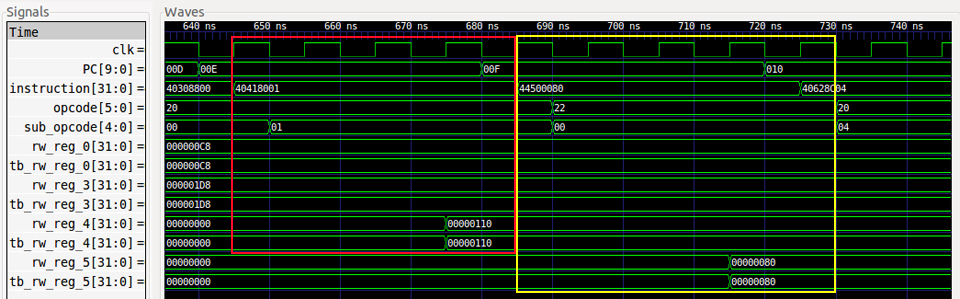 Signals
Waves
Time
640 ns 650 ns 660 ns 670 ns 680 ns 690 ns 700 ns 710 ns 720 ns 730 ns 740 ns
clk =
PC[9:0] = 00D 00E 00F 010
instruction[31:0] = 40308800 40418001 44500080 40628004
opcode[5:0] = 20 22 20
sub_opcode[4:0] = 00 01 00 04
rw_reg_0[31:0] = 000000C8
tb_rw_reg_0[31:0] = 000000C8
rw_reg_3[31:0] = 000001D8
tb_rw_reg_3[31:0] = 000001D8
rw_reg_4[31:0] = 00000000 00000110
tb_rw_reg_4[31:0] = 00000000 00000110
rw_reg_5[31:0] = 00000000 00000080
tb_rw_reg_5[31:0] = 00000000 00000080